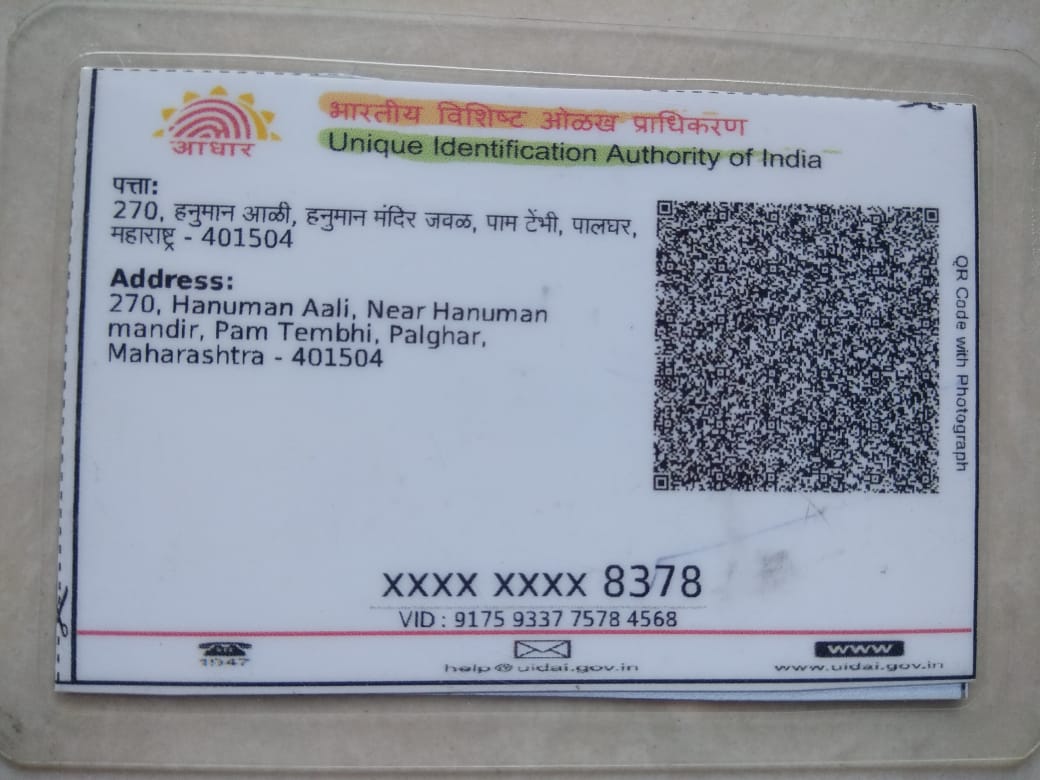 आधार
भारतीय विशिष्ट ओळख प्राधिकरण
Unique Identification Authority of India
पत्ता:
270, हनुमान आळी, हनुमान मंदिर जवळ, पाम टेंभी, पालघर,
महाराष्ट्र - 401504
Address:
270, Hanuman Aali, Near Hanuman
mandir, Pam Tembhi, Palghar,
Maharashtra - 401504
QR Code with Photograph
XXXX XXXX 8378
VID : 9175 9337 7578 4568
1947
help@uidai.gov.in
www
www.uidai.gov.in